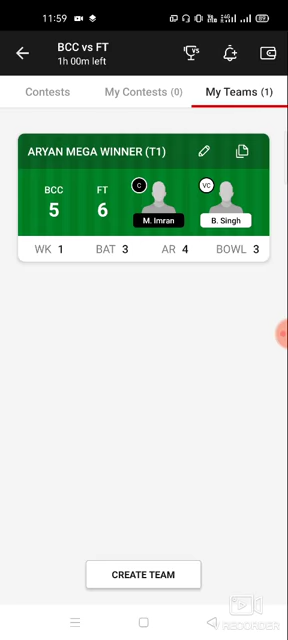 11:59
BCC vs FT
1h 00m left
Contests
My Contests (0)
My Teams (1)
ARYAN MEGA WINNER (T1)
BCC
FT
C
VC
5
6
M. Imran
B. Singh
WK 1
BAT 3
AR 4
BOWL 3
CREATE TEAM
RECORDER